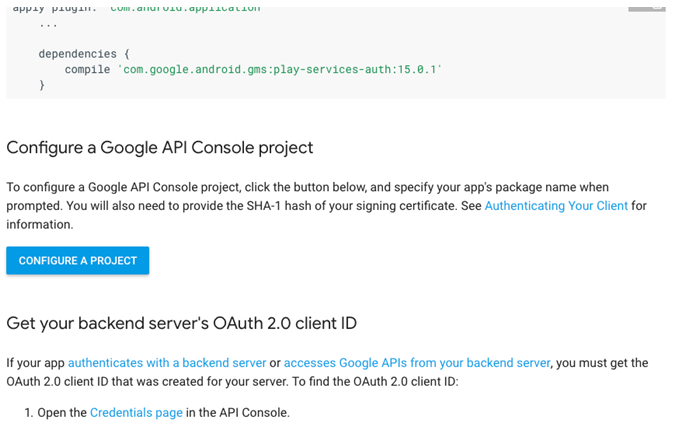 apply plugin: 'com.android.application'
...
dependencies {
compile 'com.google.android.gms:play-services-auth:15.0.1'
}
Configure a Google API Console project
To configure a Google API Console project, click the button below, and specify your app's package name when
prompted. You will also need to provide the SHA-1 hash of your signing certificate. See Authenticating Your Client for
information.
CONFIGURE A PROJECT
Get your backend server's OAuth 2.0 client ID
If your app authenticates with a backend server or accesses Google APIs from your backend server, you must get the
OAuth 2.0 client ID that was created for your server. To find the OAuth 2.0 client ID:
1. Open the Credentials page in the API Console.